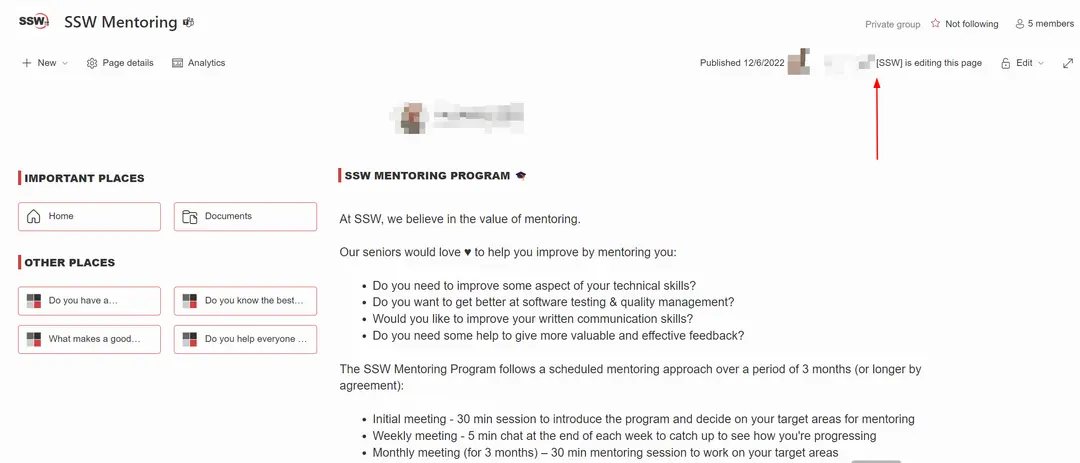 SSW SSW Mentoring
Private group Not following 5 members
New Page details Analytics
Published 12/6/2022 [SSW] is editing this page Edit
IMPORTANT PLACES
Home Documents
OTHER PLACES
Do you have a... Do you know the best...
What makes a good... Do you help everyone ...
SSW MENTORING PROGRAM 🎓
At SSW, we believe in the value of mentoring.
Our seniors would love ♥ to help you improve by mentoring you:
• Do you need to improve some aspect of your technical skills?
• Do you want to get better at software testing & quality management?
• Would you like to improve your written communication skills?
• Do you need some help to give more valuable and effective feedback?
The SSW Mentoring Program follows a scheduled mentoring approach over a period of 3 months (or longer by
agreement):
• Initial meeting - 30 min session to introduce the program and decide on your target areas for mentoring
• Weekly meeting - 5 min chat at the end of each week to catch up to see how you're progressing
• Monthly meeting (for 3 months) – 30 min mentoring session to work on your target areas